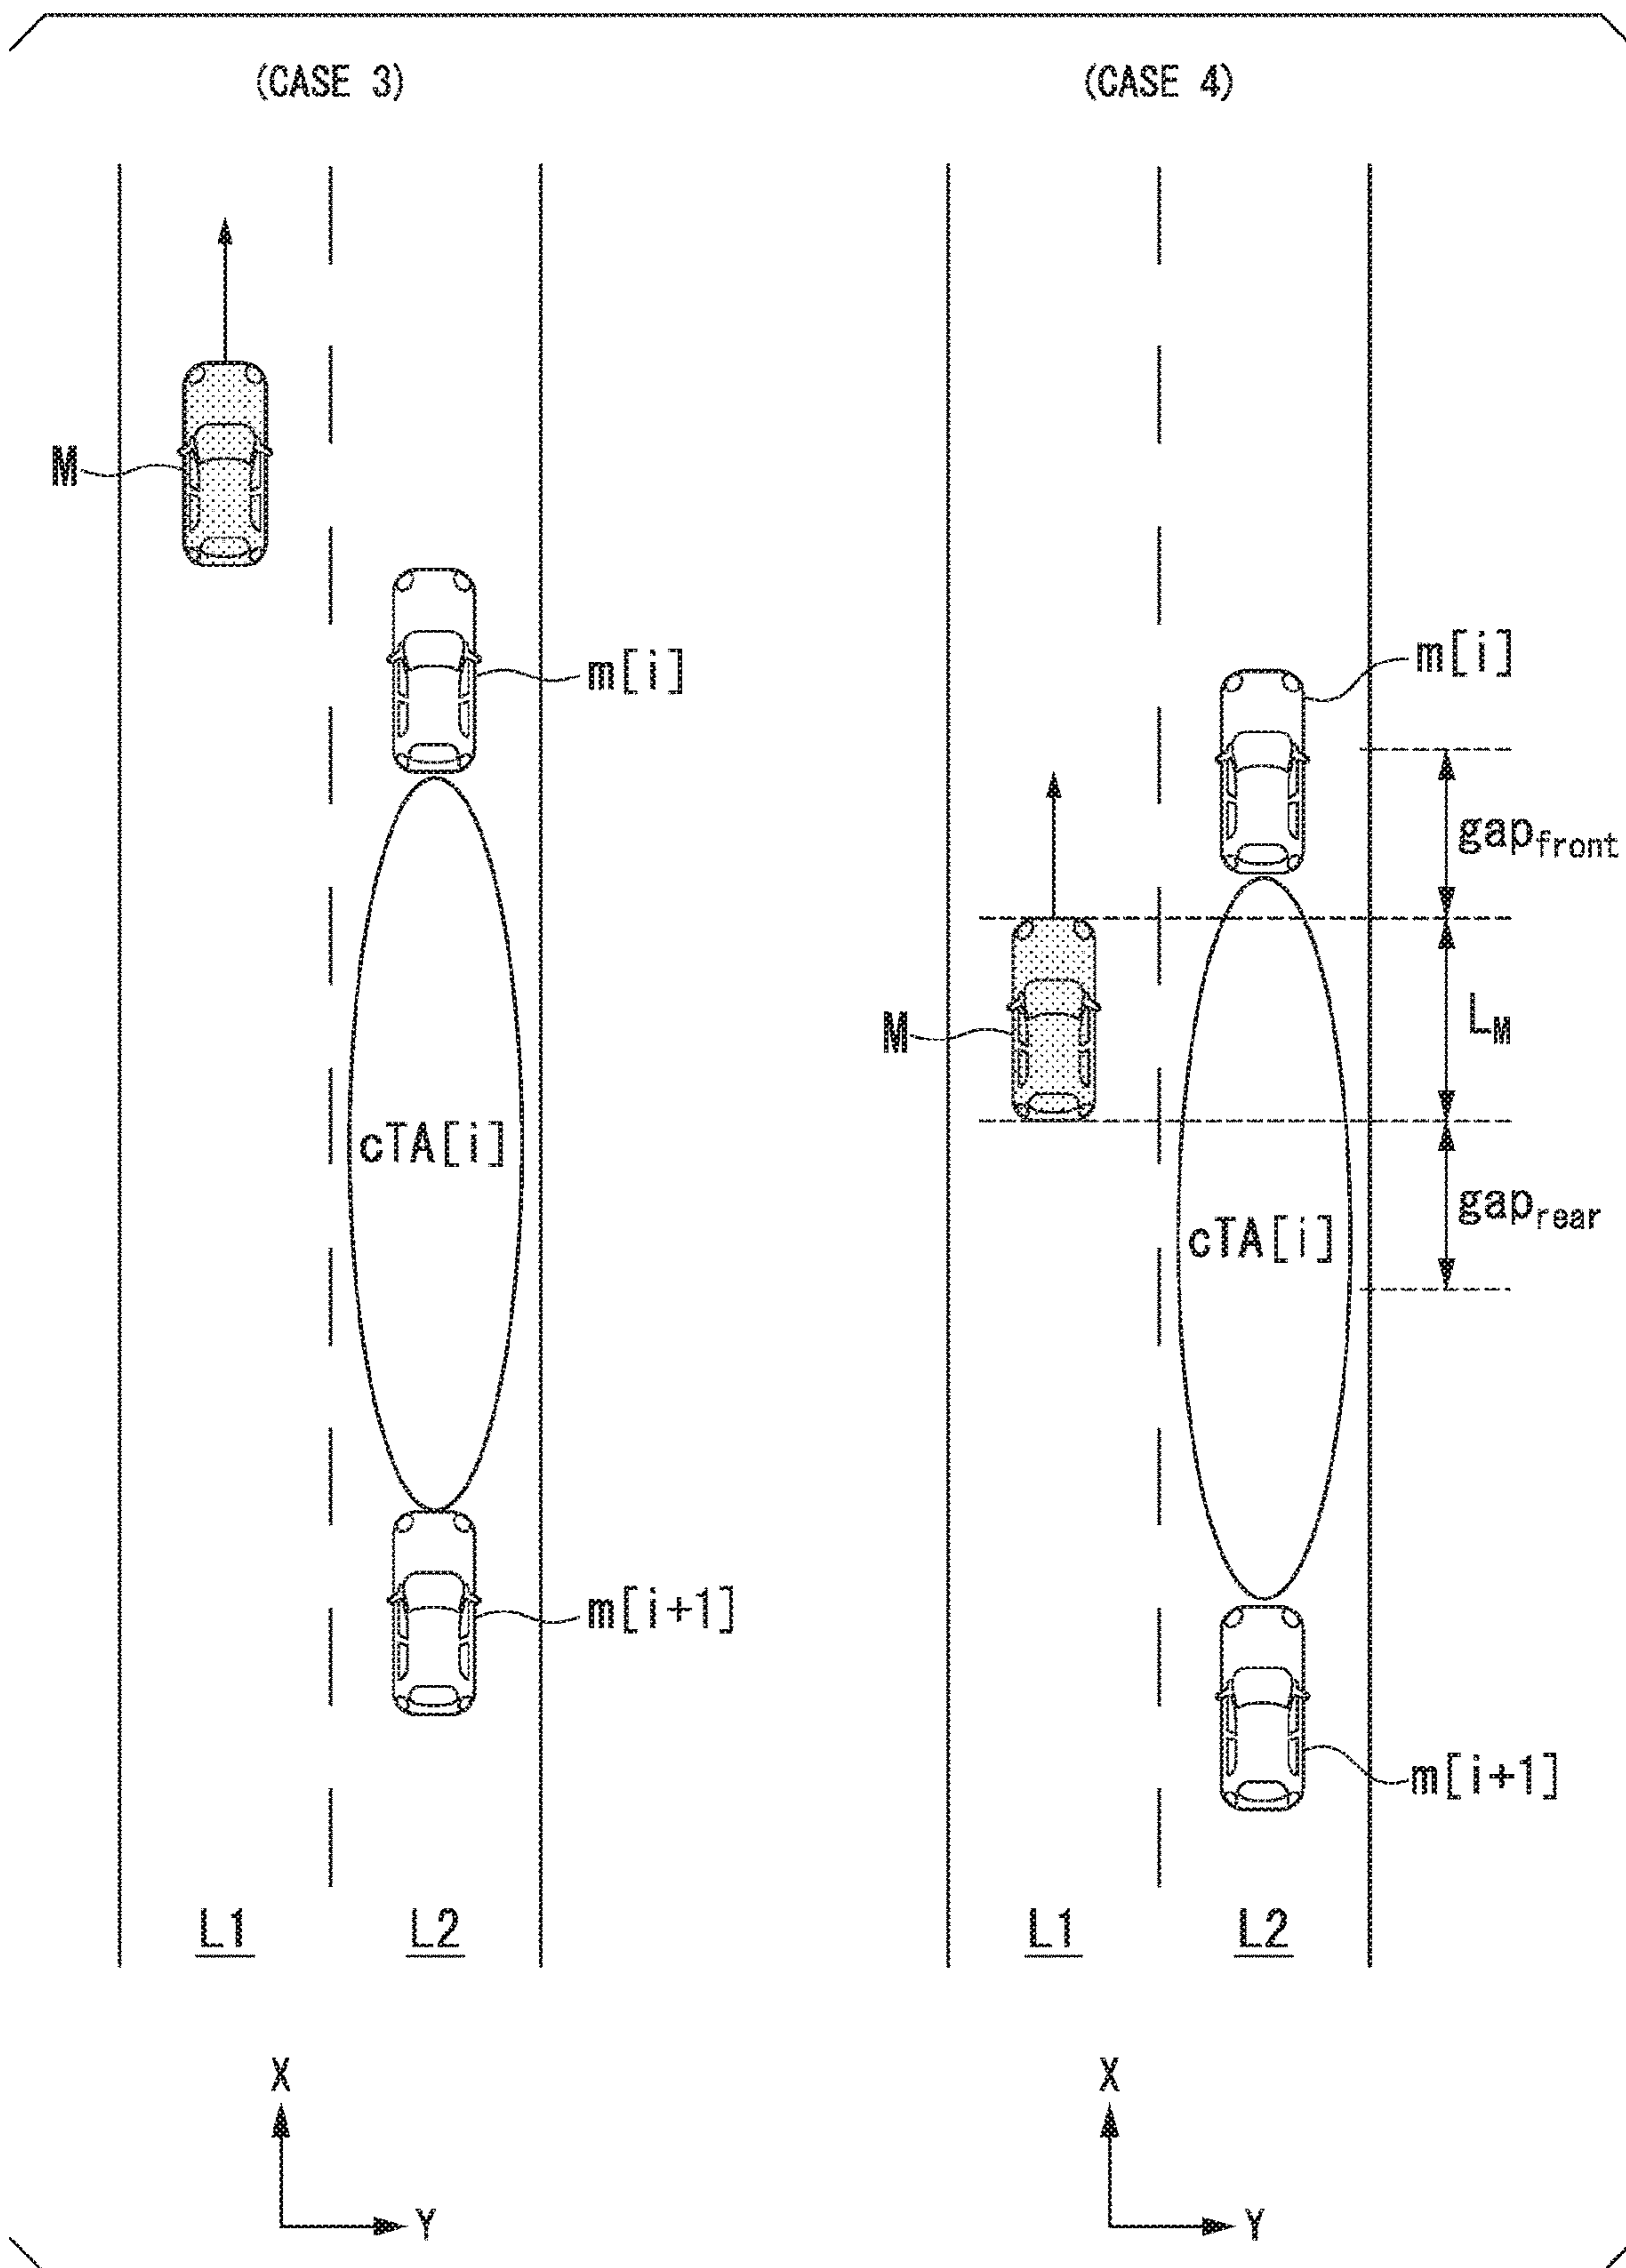 (CASE 3)
M
m[i]
cTA[i]
m[i+1]
L1 L2
X
Y
(CASE 4)
m[i]
gapfront
M
LM
gaprear
cTA[i]
m[i+1]
L1 L2
X
Y